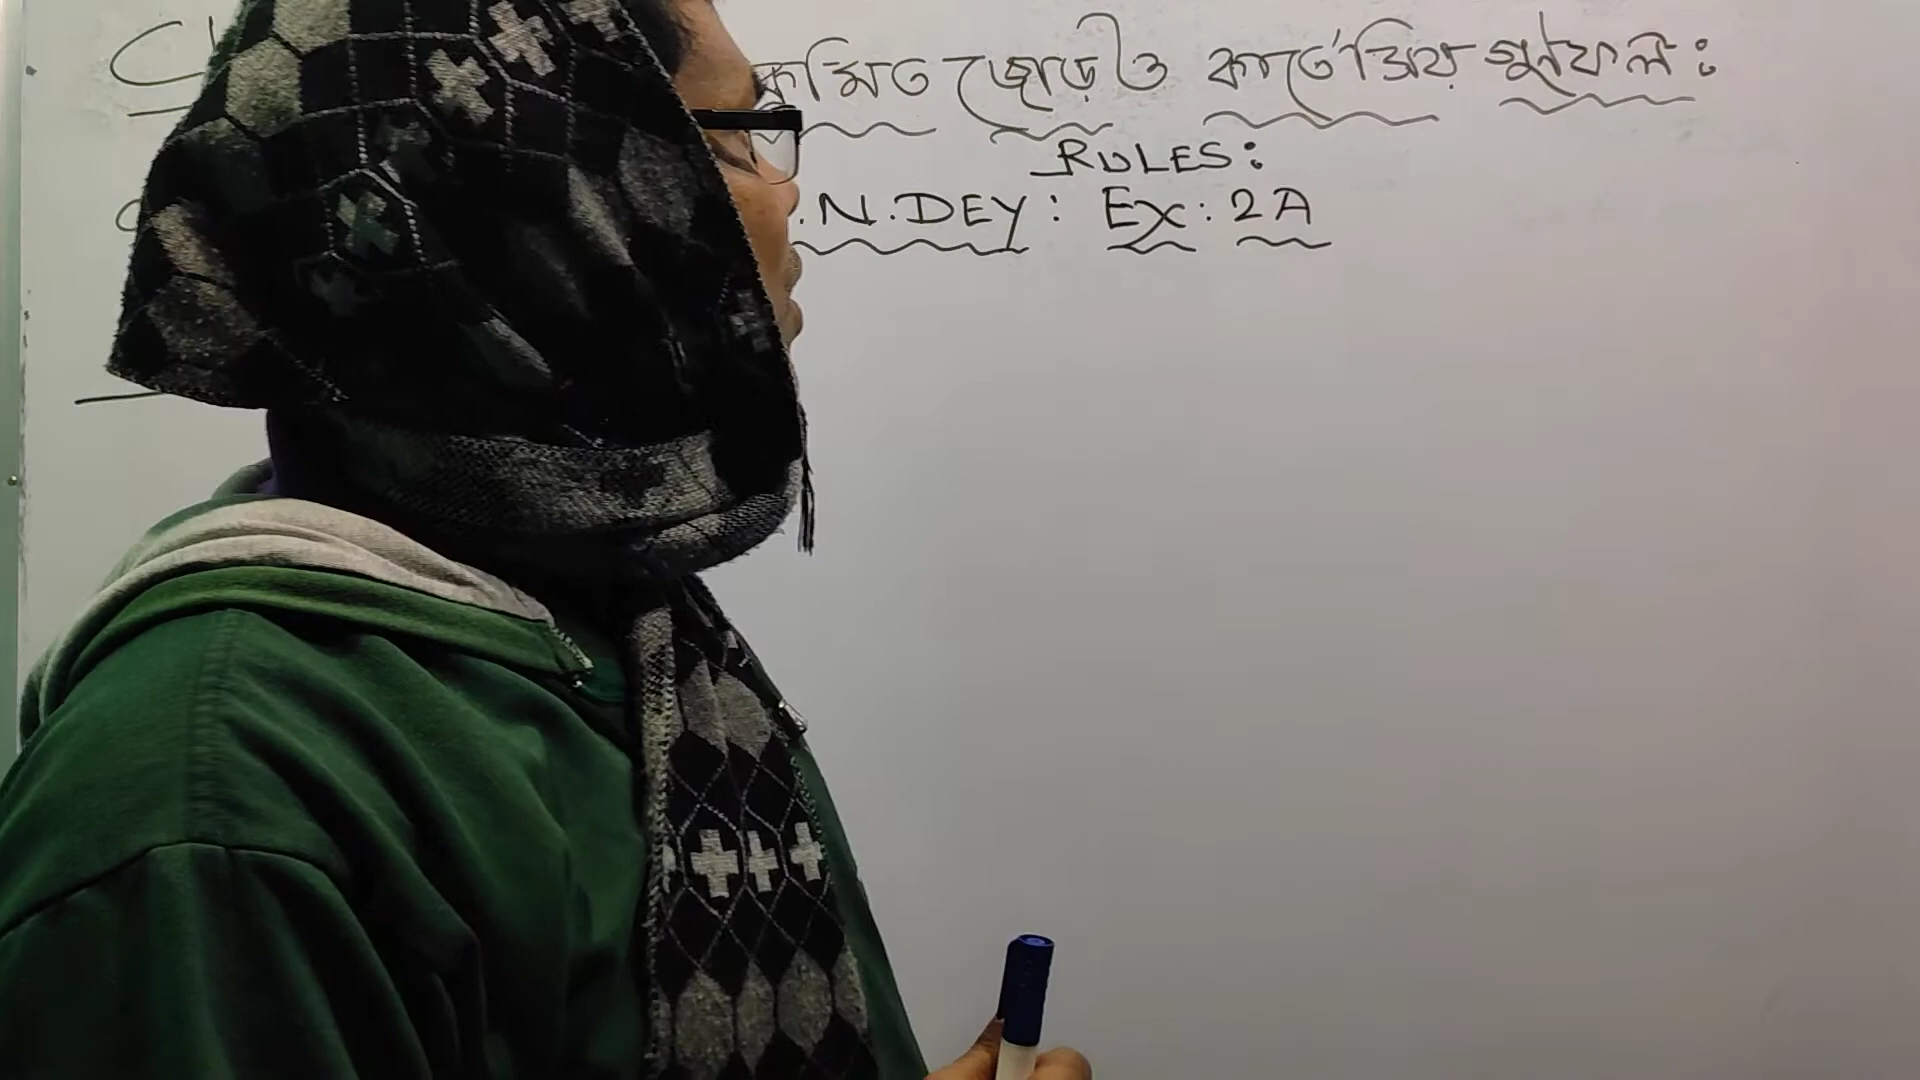 ক্রমিত জোড় ও কার্তেজিয় গুণফল :
RULES :
. N. DEY : Ex : 2A